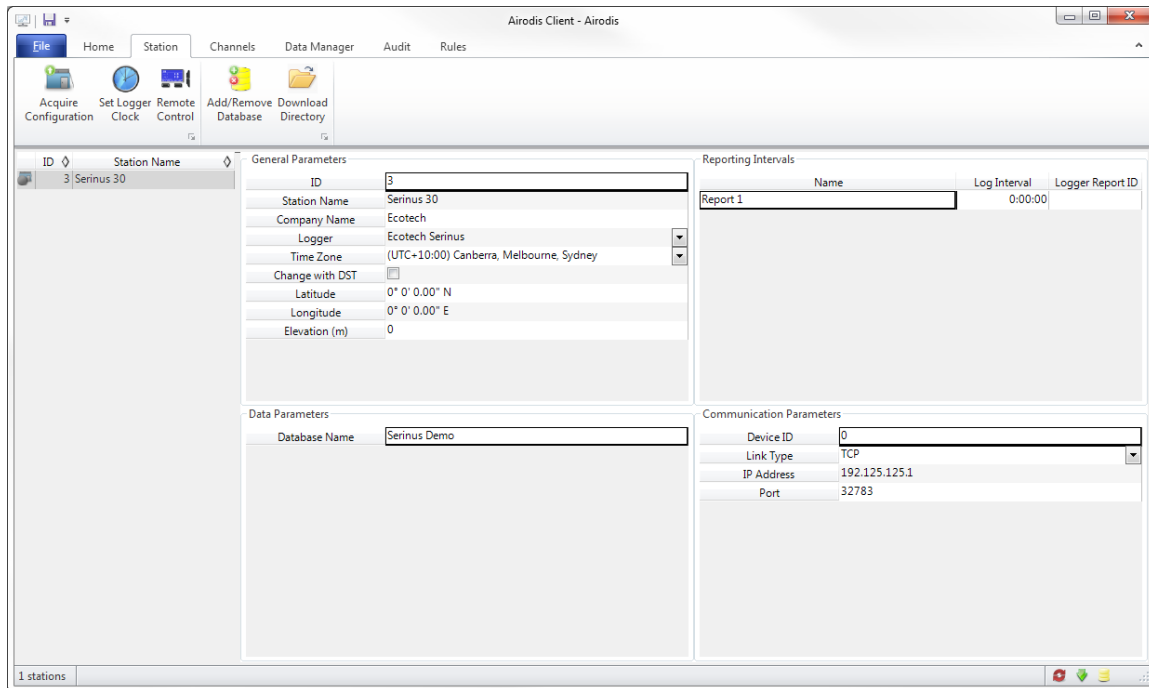 Airodis Client - Airodis
File Home Station Channels Data Manager Audit Rules
Acquire Configuration
Set Logger Clock
Remote Control
Add/Remove Database
Download Directory
ID Station Name
3 Serinus 30
General Parameters
ID 3
Station Name Serinus 30
Company Name Ecotech
Logger Ecotech Serinus
Time Zone (UTC+10:00) Canberra, Melbourne, Sydney
Change with DST
Latitude 0° 0' 0.00" N
Longitude 0° 0' 0.00" E
Elevation (m) 0
Reporting Intervals
Name Log Interval Logger Report ID
Report 1 0:00:00
Data Parameters
Database Name Serinus Demo
Communication Parameters
Device ID 0
Link Type TCP
IP Address 192.125.125.1
Port 32783
1 stations